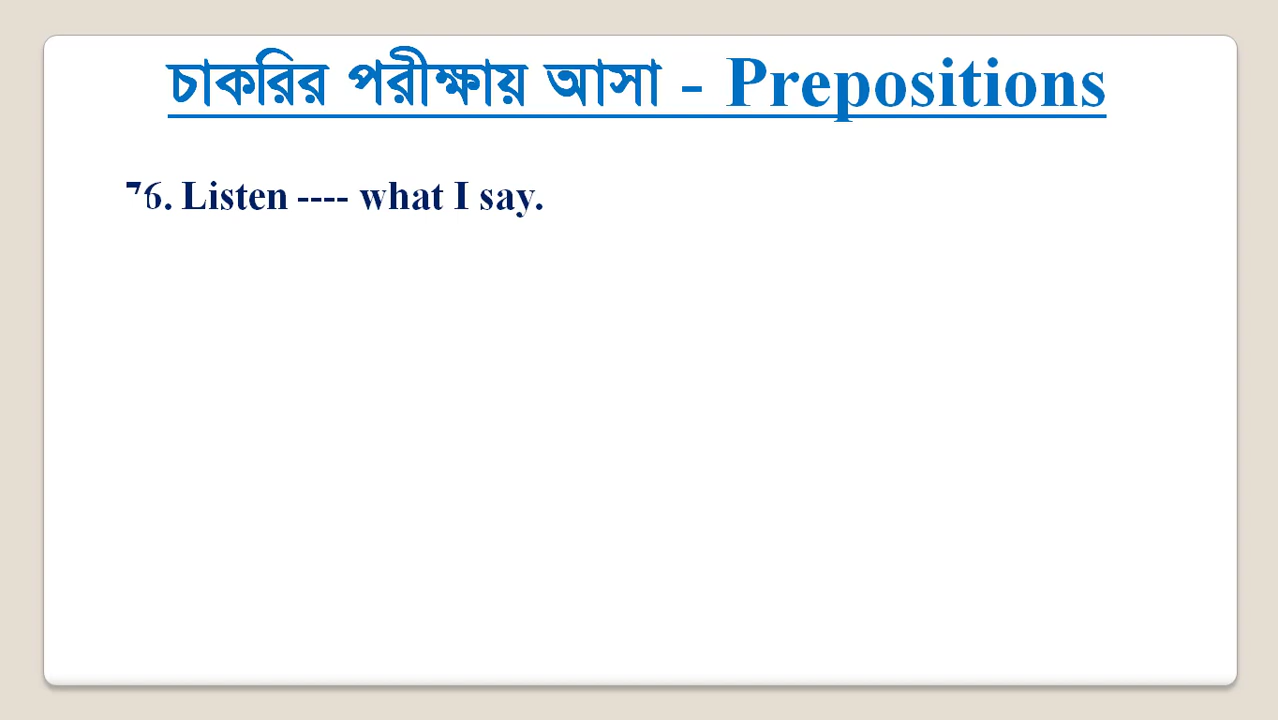 চাকরির পরীক্ষায় আসা - Prepositions
76. Listen ---- what I say.